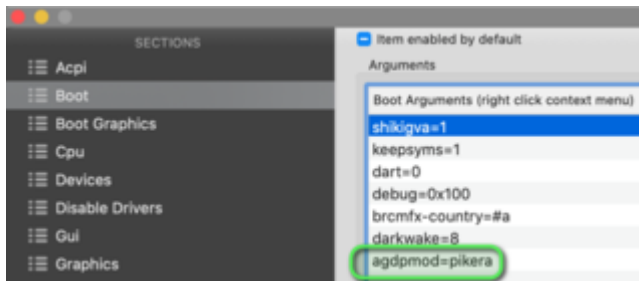 SECTIONS
Acpi
Boot
Boot Graphics
Cpu
Devices
Disable Drivers
Gui
Graphics
Item enabled by default
Arguments
Boot Arguments (right click context menu)
shikigva=1
keepsyms=1
dart=0
debug=0x100
brcmfx-country=#a
darkwake=8
agdpmod=pikera